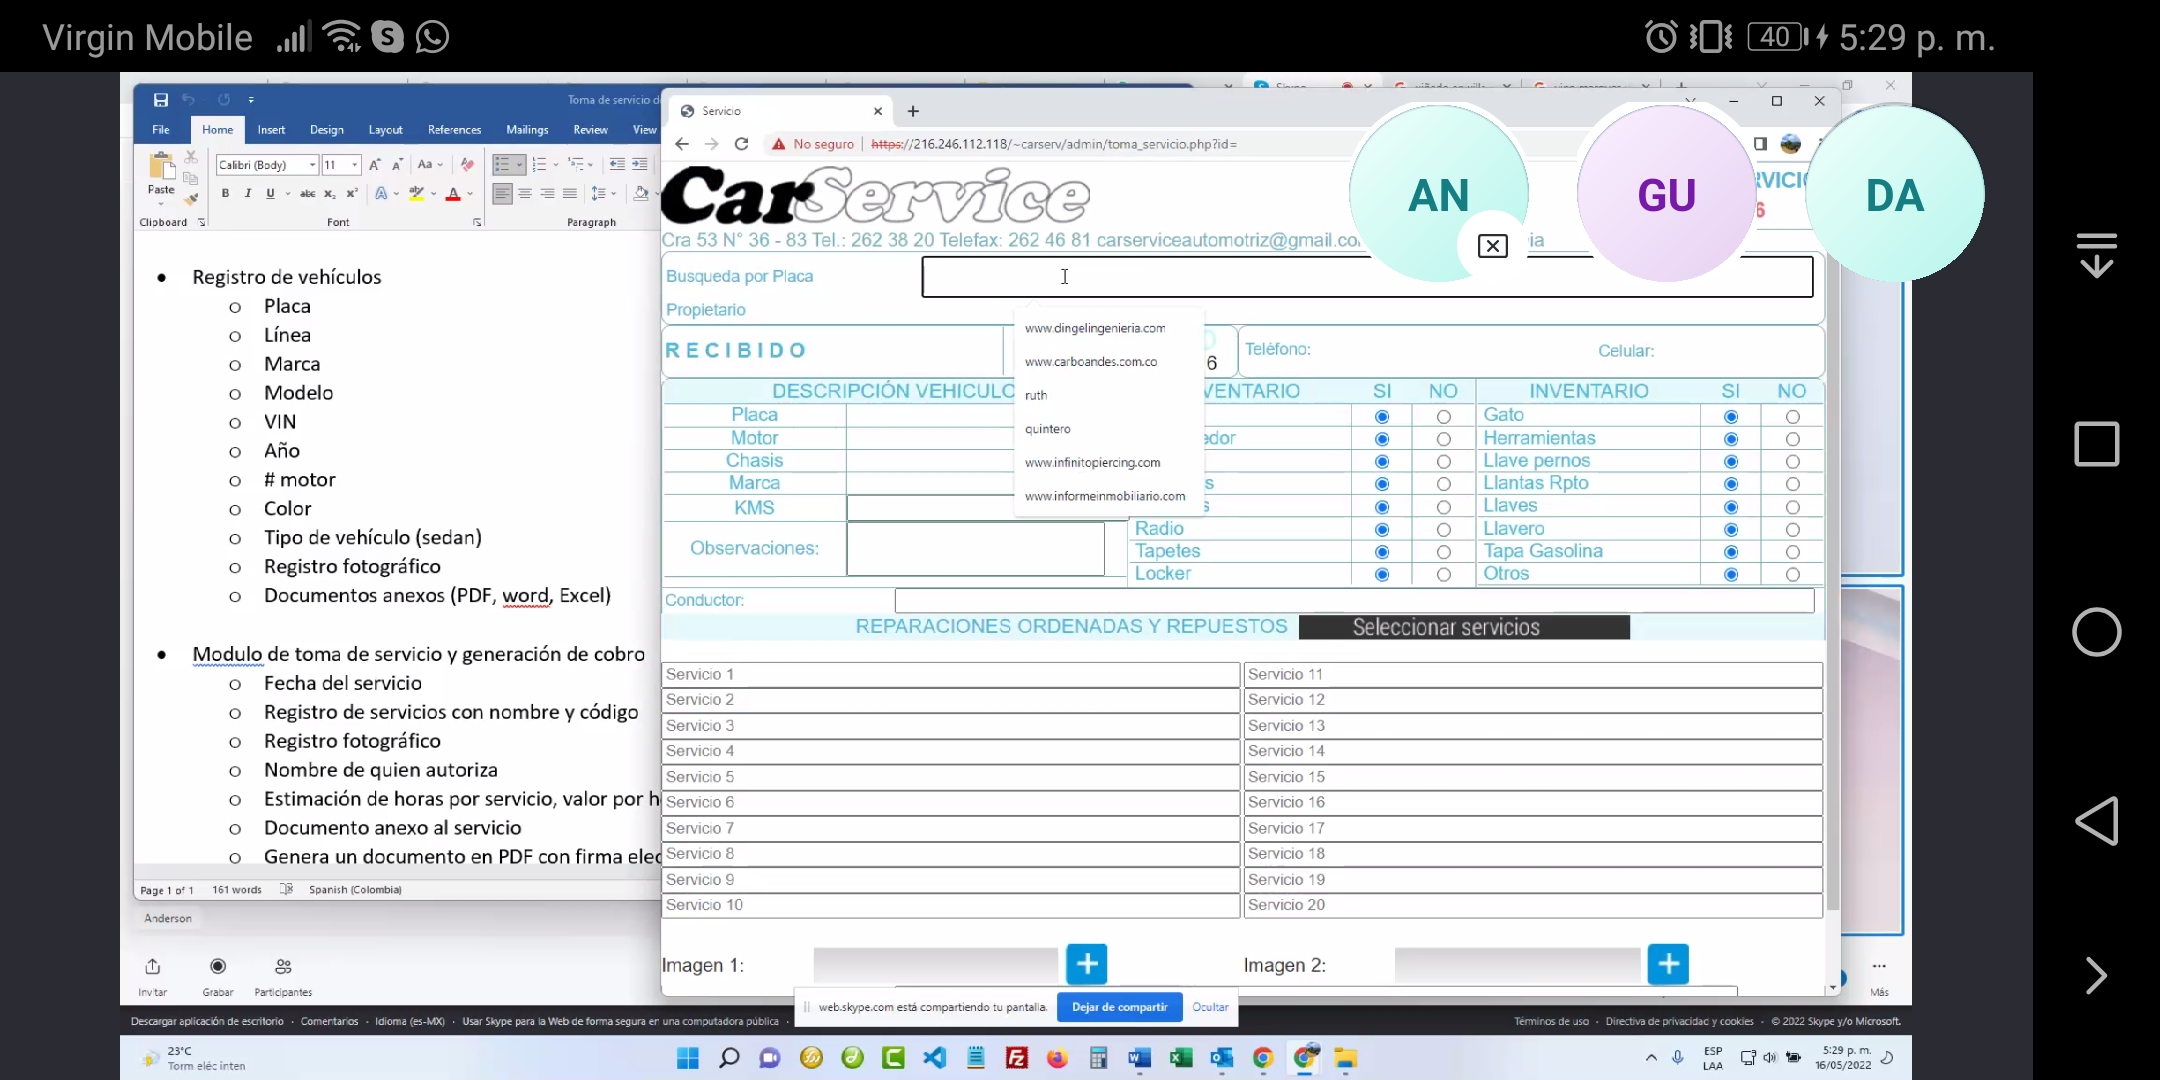 Virgin Mobile
40 5:29 p. m.
Toma de servicio d
File Home Insert Design Layout References Mailings Review View
Calibri (Body) 11
Paste
Clipboard Font Paragraph
• Registro de vehículos
o Placa
o Línea
o Marca
o Modelo
o VIN
o Año
o # motor
o Color
o Tipo de vehículo (sedan)
o Registro fotográfico
o Documentos anexos (PDF, word, Excel)
• Modulo de toma de servicio y generación de cobro
o Fecha del servicio
o Registro de servicios con nombre y código
o Registro fotográfico
o Nombre de quien autoriza
o Estimación de horas por servicio, valor por h
o Documento anexo al servicio
o Genera un documento en PDF con firma elec
Page 1 of 1 161 words Spanish (Colombia)
Anderson
Invitar Grabar Participantes
Servicio
No seguro https://216.246.112.118/~carserv/admin/toma_servicio.php?id=
AN GU DA
CarService
RVICI
6
Cra 53 N° 36 - 83 Tel.: 262 38 20 Telefax: 262 46 81 carserviceautomotriz@gmail.co
ia
Busqueda por Placa
Propietario
www.dingelingenieria.com
www.carboandes.com.co
ruth
quintero
www.infinitopiercing.com
www.informeinmobiliario.com
RECIBIDO 6 Teléfono: Celular:
DESCRIPCIÓN VEHICULO VENTARIO SI NO INVENTARIO SI NO
Placa Gato
Motor edor Herramientas
Chasis Llave pernos
Marca s Llantas Rpto
KMS s Llaves
Radio Llavero
Observaciones: Tapetes Tapa Gasolina
Locker Otros
Conductor:
REPARACIONES ORDENADAS Y REPUESTOS Seleccionar servicios
Servicio 1 Servicio 11
Servicio 2 Servicio 12
Servicio 3 Servicio 13
Servicio 4 Servicio 14
Servicio 5 Servicio 15
Servicio 6 Servicio 16
Servicio 7 Servicio 17
Servicio 8 Servicio 18
Servicio 9 Servicio 19
Servicio 10 Servicio 20
Imagen 1: + Imagen 2: +
web.skype.com está compartiendo tu pantalla. Dejar de compartir Ocultar
Más
Descargar aplicación de escritorio · Comentarios · Idioma (es-MX) · Usar Skype para la Web de forma segura en una computadora pública ·
Términos de uso · Directiva de privacidad y cookies · © 2022 Skype y/o Microsoft.
23°C
Torm eléc inten
ESP
LAA
5:29 p. m.
16/05/2022